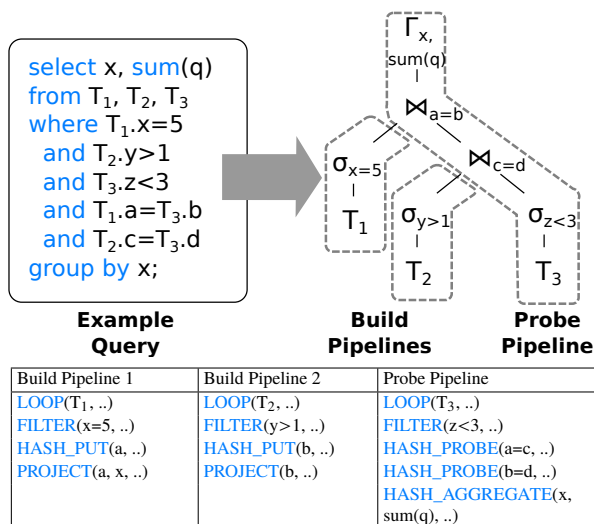 select x, sum(q)
from T₁, T₂, T₃
where T₁.x=5
and T₂.y>1
and T₃.z<3
and T₁.a=T₃.b
and T₂.c=T₃.d
group by x;
Γx,
sum(q)
⋈a=b
σx=5
⋈c=d
T₁
σy>1
σz<3
T₂
T₃
Example
Query
Build
Pipelines
Probe
Pipeline
Build Pipeline 1
LOOP(T₁, ..)
FILTER(x=5, ..)
HASH_PUT(a, ..)
PROJECT(a, x, ..)
Build Pipeline 2
LOOP(T₂, ..)
FILTER(y>1, ..)
HASH_PUT(b, ..)
PROJECT(b, ..)
Probe Pipeline
LOOP(T₃, ..)
FILTER(z<3, ..)
HASH_PROBE(a=c, ..)
HASH_PROBE(b=d, ..)
HASH_AGGREGATE(x,
sum(q), ..)